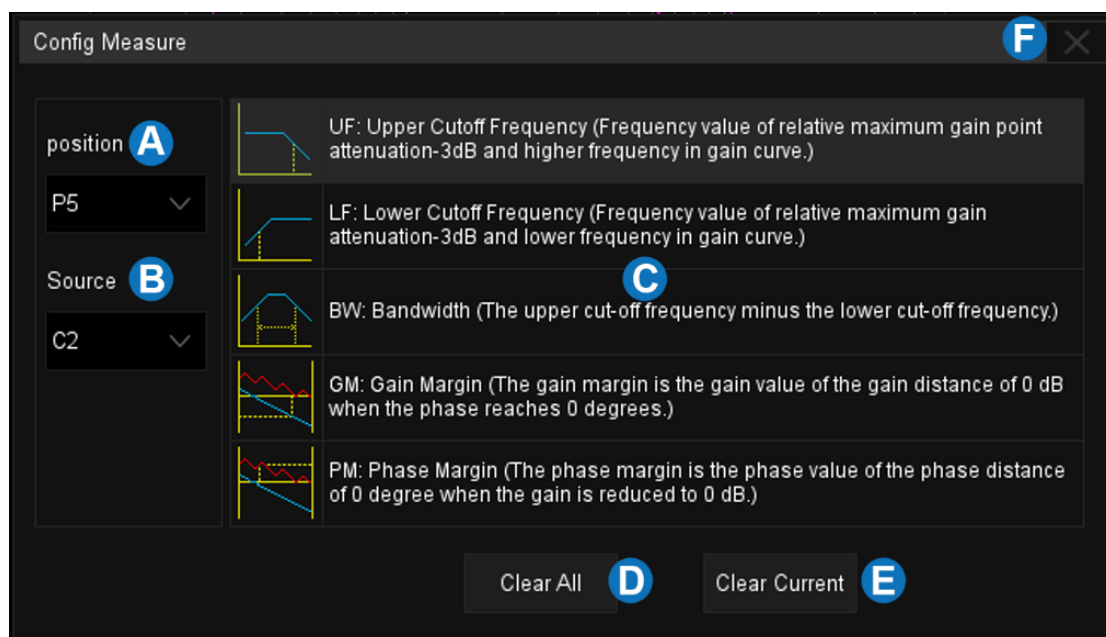 Config Measure F
position A
P5
Source B
C2
UF: Upper Cutoff Frequency (Frequency value of relative maximum gain point
attenuation-3dB and higher frequency in gain curve.)
LF: Lower Cutoff Frequency (Frequency value of relative maximum gain
attenuation-3dB and lower frequency in gain curve.)
C
BW: Bandwidth (The upper cut-off frequency minus the lower cut-off frequency.)
GM: Gain Margin (The gain margin is the gain value of the gain distance of 0 dB
when the phase reaches 0 degrees.)
PM: Phase Margin (The phase margin is the phase value of the phase distance
of 0 degree when the gain is reduced to 0 dB.)
Clear All D Clear Current E